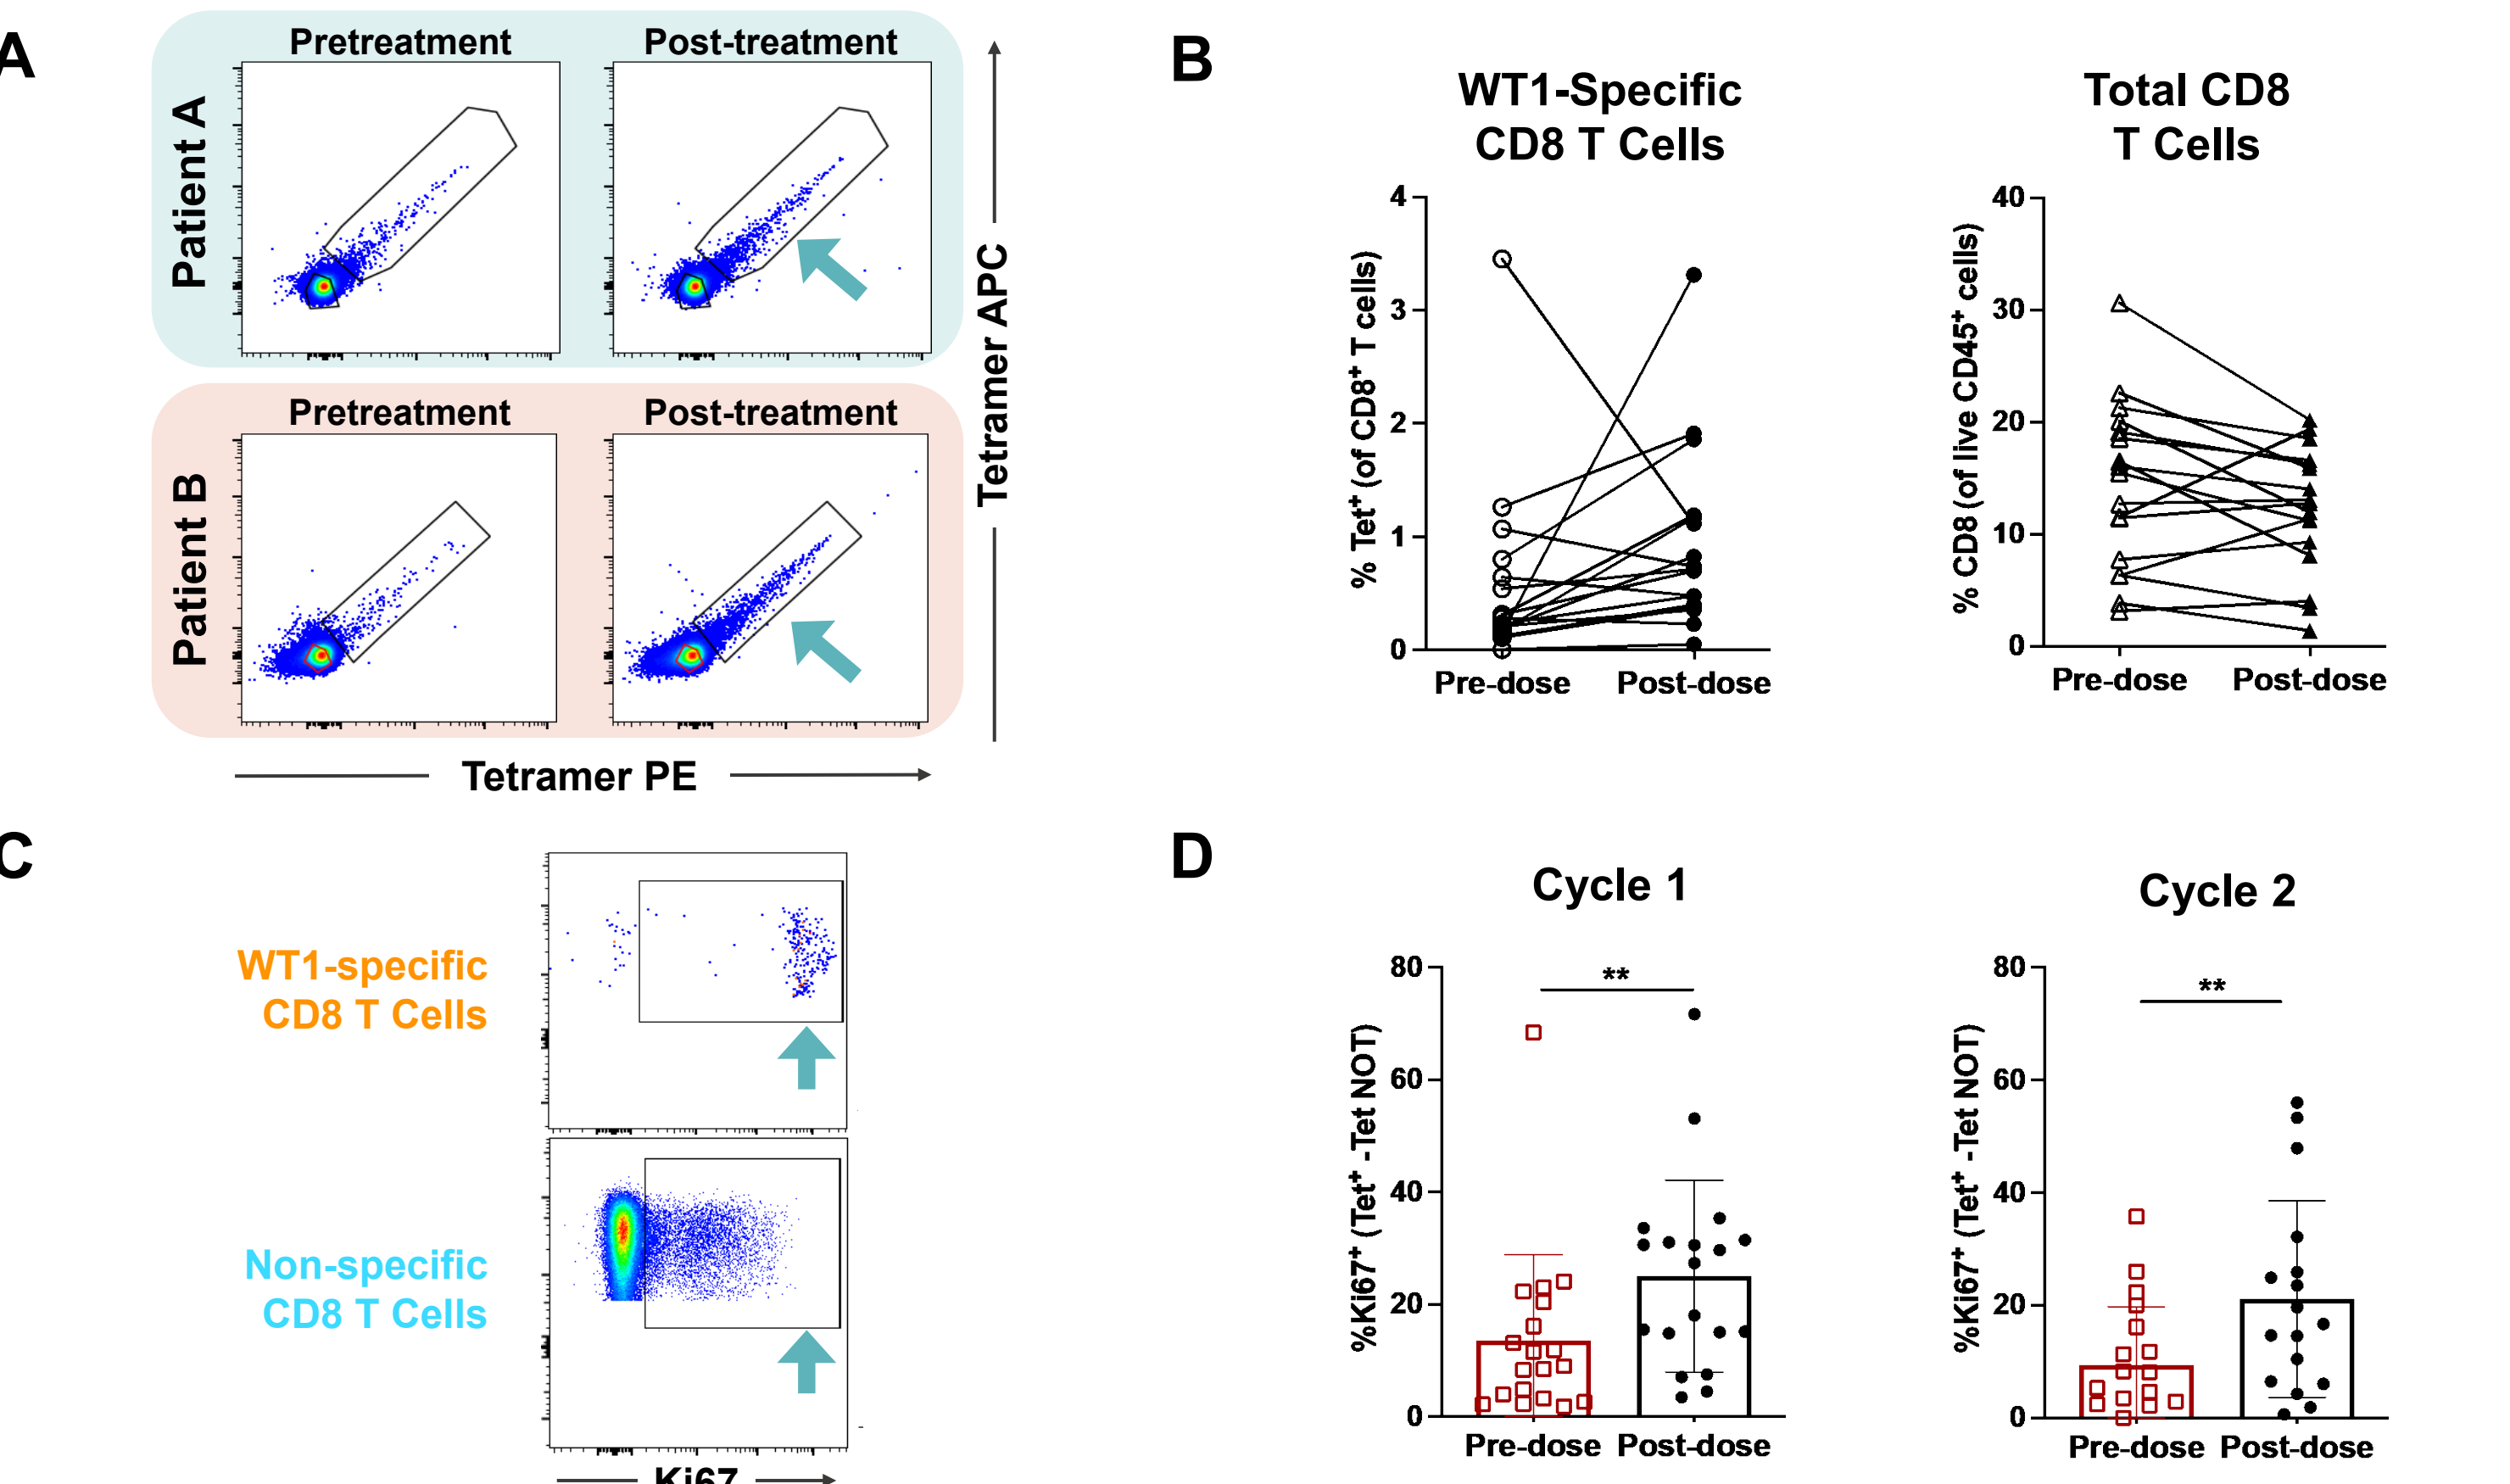 A
Pretreatment
Post-treatment
Patient A
Pretreatment
Post-treatment
Patient B
Tetramer APC
Tetramer PE
B
WT1-Specific
CD8 T Cells
% Tet+ (of CD8+ T cells)
4
3
2
1
0
Pre-dose
Post-dose
Total CD8
T Cells
% CD8 (of live CD45+ cells)
40
30
20
10
0
Pre-dose
Post-dose
C
WT1-specific
CD8 T Cells
Non-specific
CD8 T Cells
Ki67
D
Cycle 1
%Ki67+ (Tet+ -Tet NOT)
80
60
40
20
0
**
Pre-dose
Post-dose
Cycle 2
%Ki67+ (Tet+ -Tet NOT)
80
60
40
20
0
**
Pre-dose
Post-dose